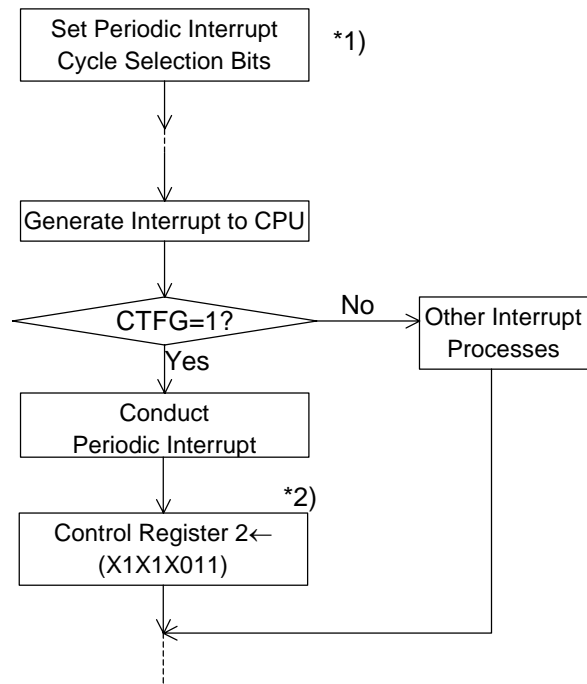 Set Periodic Interrupt
Cycle Selection Bits
*1)
Generate Interrupt to CPU
CTFG=1?
No
Other Interrupt
Processes
Yes
Conduct
Periodic Interrupt
*2)
Control Register 2←
(X1X1X011)